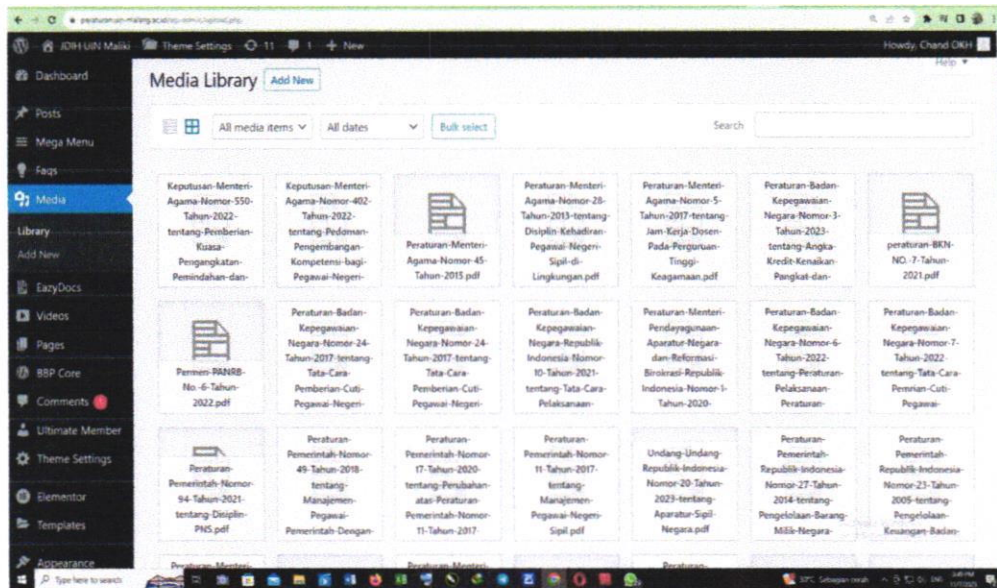 JDIH UIN Maliki Theme Settings 11 1 + New Howdy, Chand OKH
Help
Dashboard
Posts
Mega Menu
Faqs
Media
Library
Add New
EazyDocs
Videos
Pages
BBP Core
Comments
Ultimate Member
Theme Settings
Elementor
Templates
Appearance
Media Library Add New
All media items All dates Bulk select Search
Keputusan-Menteri-
Agama-Nomor-550-
Tahun-2022-
tentang-Pemberian-
Kuasa-
Pengangkatan-
Pemindahan-dan-
Keputusan-Menteri-
Agama-Nomor-402-
Tahun-2022-
tentang-Pedoman-
Pengembangan-
Kompetensi-bagi-
Pegawai-Negeri-
Peraturan-Menteri-
Agama-Nomor-45-
Tahun-2015.pdf
Peraturan-Menteri-
Agama-Nomor-28-
Tahun-2013-tentang-
Disiplin-Kehadiran-
Pegawai-Negeri-
Sipil-di-
Lingkungan.pdf
Peraturan-Menteri-
Agama-Nomor-5-
Tahun-2017-tentang-
Jam-Kerja-Dosen-
Pada-Perguruan-
Tinggi-
Keagamaan.pdf
Peraturan-Badan-
Kepegawaian-
Negara-Nomor-3-
Tahun-2023-
tentang-Angka-
Kredit-Kenaikan-
Pangkat-dan-
peraturan-BKN-
NO.-7-Tahun-
2021.pdf
Permen-PANRB-
No.-6-Tahun-
2022.pdf
Peraturan-Badan-
Kepegawaian-
Negara-Nomor-24-
Tahun-2017-tentang-
Tata-Cara-
Pemberian-Cuti-
Pegawai-Negeri-
Peraturan-Badan-
Kepegawaian-
Negara-Nomor-24-
Tahun-2017-tentang-
Tata-Cara-
Pemberian-Cuti-
Pegawai-Negeri-
Peraturan-Badan-
Kepegawaian-
Negara-Republik-
Indonesia-Nomor-
10-Tahun-2021-
tentang-Tata-Cara-
Pelaksanaan-
Peraturan-Menteri-
Pendayagunaan-
Aparatur-Negara-
dan-Reformasi-
Birokrasi-Republik-
Indonesia-Nomor-1-
Tahun-2020-
Peraturan-Badan-
Kepegawaian-
Negara-Nomor-6-
Tahun-2022-
tentang-Peraturan-
Pelaksanaan-
Peraturan-
Peraturan-Badan-
Kepegawaian-
Negara-Nomor-7-
Tahun-2022-
tentang-Tata-Cara-
Pemrian-Cuti-
Pegawai-
Peraturan-
Pemerintah-Nomor-
94-Tahun-2021-
tentang-Disiplin-
PNS.pdf
Peraturan-
Pemerintah-Nomor-
49-Tahun-2018-
tentang-
Manajemen-
Pegawai-
Pemerintah-Dengan-
Peraturan-
Pemerintah-Nomor-
17-Tahun-2020-
tentang-Perubahan-
atas-Peraturan-
Pemerintah-Nomor-
11-Tahun-2017-
Peraturan-
Pemerintah-Nomor-
11-Tahun-2017-
tentang-
Manajemen-
Pegawai-Negeri-
Sipil.pdf
Undang-Undang-
Republik-Indonesia-
Nomor-20-Tahun-
2023-tentang-
Aparatur-Sipil-
Negara.pdf
Peraturan-
Pemerintah-
Republik-Indonesia-
Nomor-27-Tahun-
2014-tentang-
Pengelolaan-Barang-
Milik-Negara-
Peraturan-
Pemerintah-
Republik-Indonesia-
Nomor-23-Tahun-
2005-tentang-
Pengelolaan-
Keuangan-Badan-
Peraturan-Menteri-
Peraturan-Menteri-
Peraturan-
Type here to search
33°C Sebagian cerah